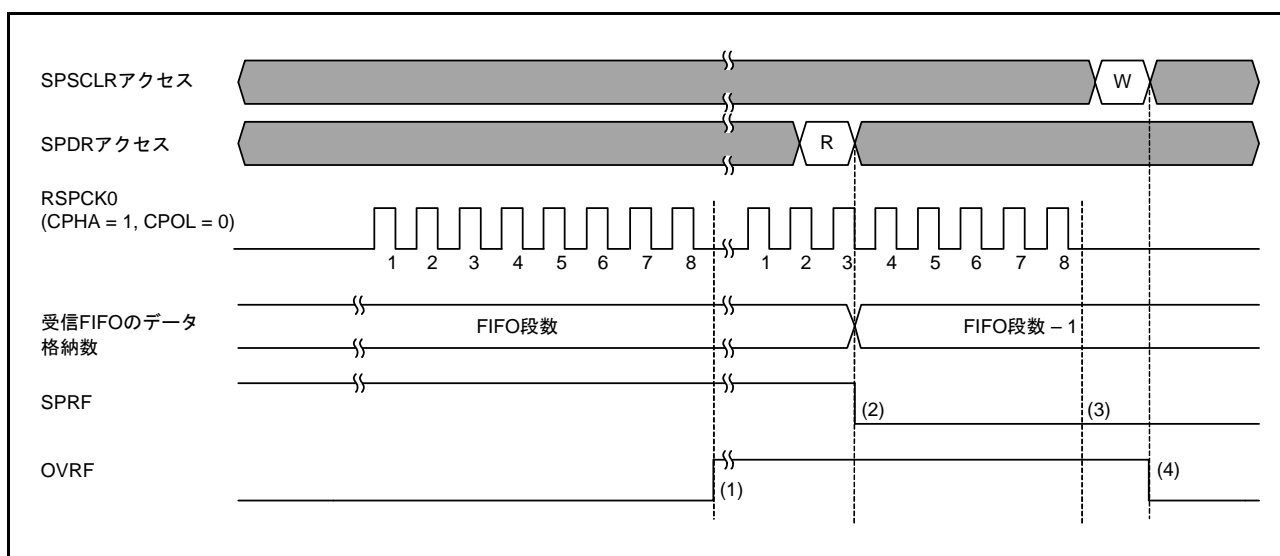 SPSCLRアクセス
W
SPDRアクセス
R
RSPCK0
(CPHA = 1, CPOL = 0)
1 2 3 4 5 6 7 8 1 2 3 4 5 6 7 8
受信FIFOのデータ
格納数
FIFO段数
FIFO段数 – 1
SPRF
(2)
(3)
OVRF
(1)
(4)